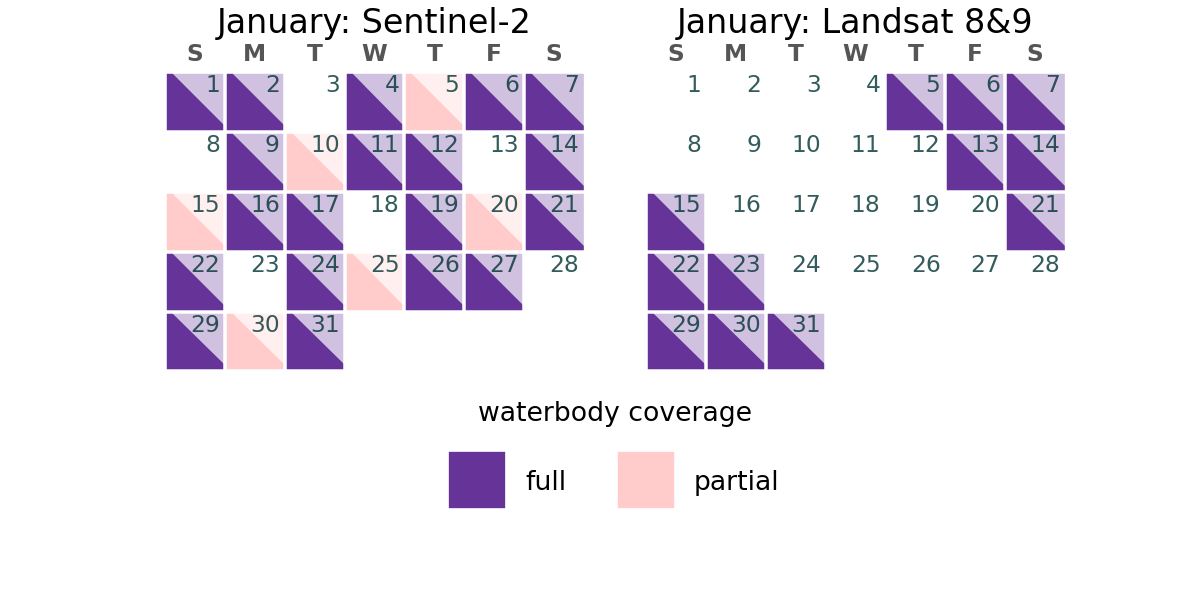 January: Sentinel-2
S M T W T F S
1 2 3 4 5 6 7
8 9 10 11 12 13 14
15 16 17 18 19 20 21
22 23 24 25 26 27 28
29 30 31
January: Landsat 8&9
S M T W T F S
1 2 3 4 5 6 7
8 9 10 11 12 13 14
15 16 17 18 19 20 21
22 23 24 25 26 27 28
29 30 31
waterbody coverage
full partial